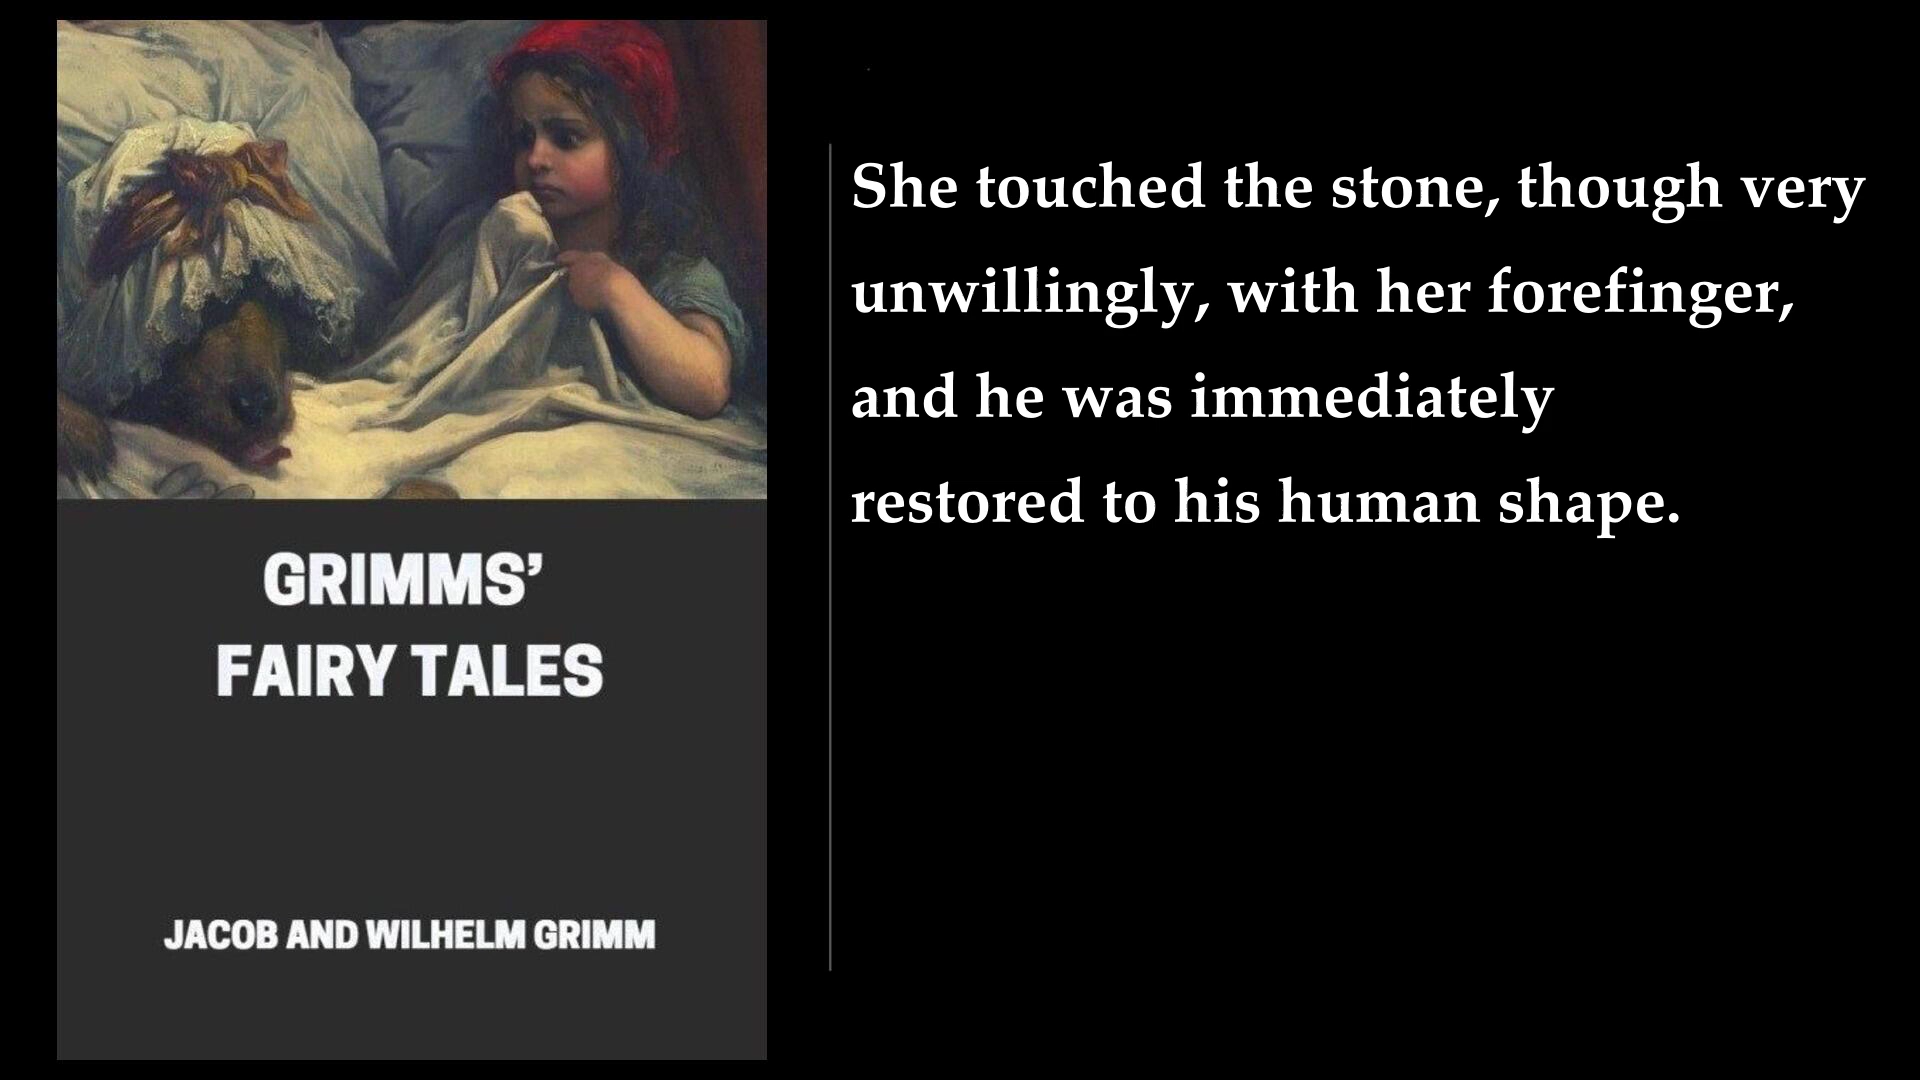 GRIMMS’
FAIRY TALES
JACOB AND WILHELM GRIMM
She touched the stone, though very
unwillingly, with her forefinger,
and he was immediately
restored to his human shape.